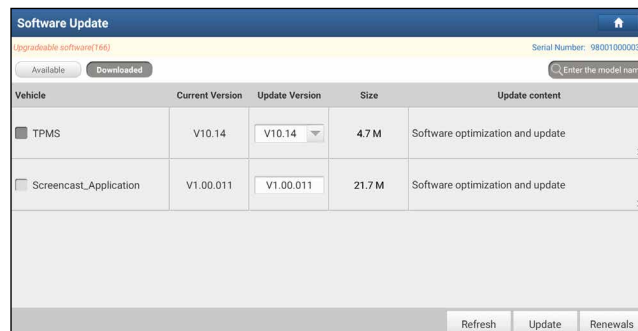 Software Update
Upgradeable software(166) Serial Number: 9800100003
Available Downloaded Enter the model nam
Vehicle Current Version Update Version Size Update content
TPMS V10.14 V10.14 4.7 M Software optimization and update
Screencast_Application V1.00.011 V1.00.011 21.7 M Software optimization and update
Refresh Update Renewals